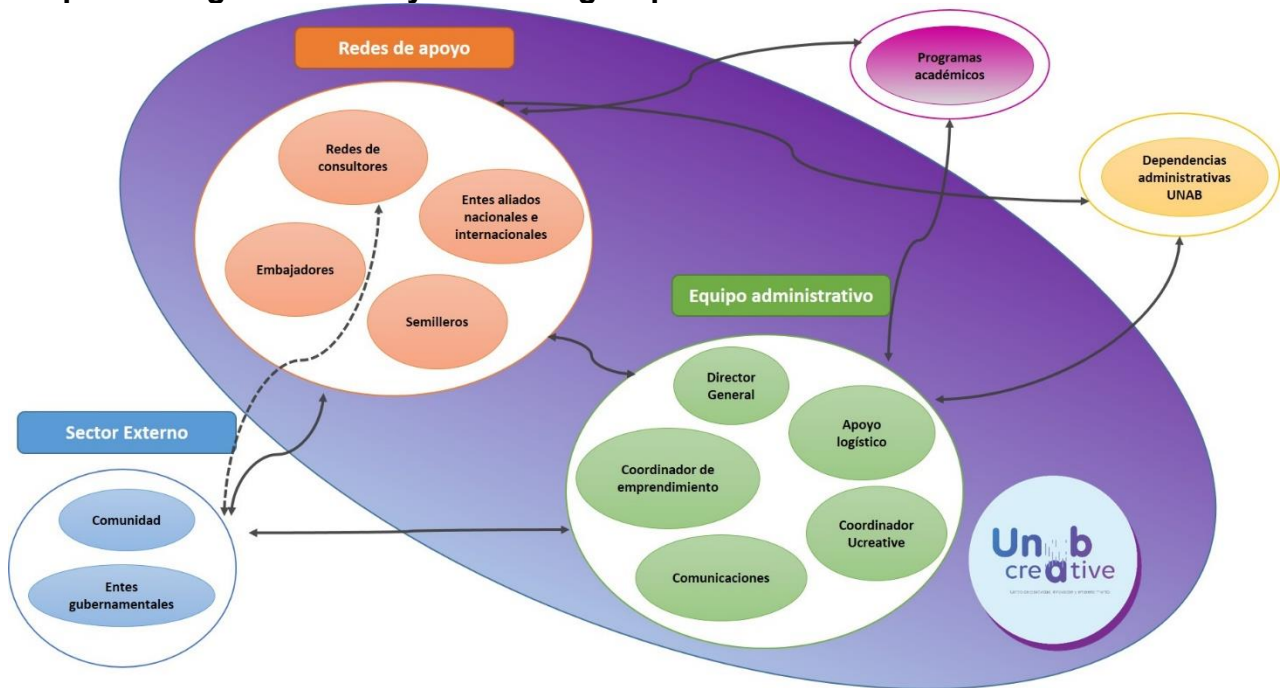 Redes de apoyo
Programas
académicos
Redes de
consultores
Entes aliados
nacionales e
internacionales
Dependencias
administrativas
UNAB
Embajadores
Semilleros
Equipo administrativo
Director
General
Apoyo
logístico
Coordinador de
emprendimiento
Coordinador
Ucreative
Comunicaciones
Sector Externo
Comunidad
Entes
gubernamentales
Unab
creative